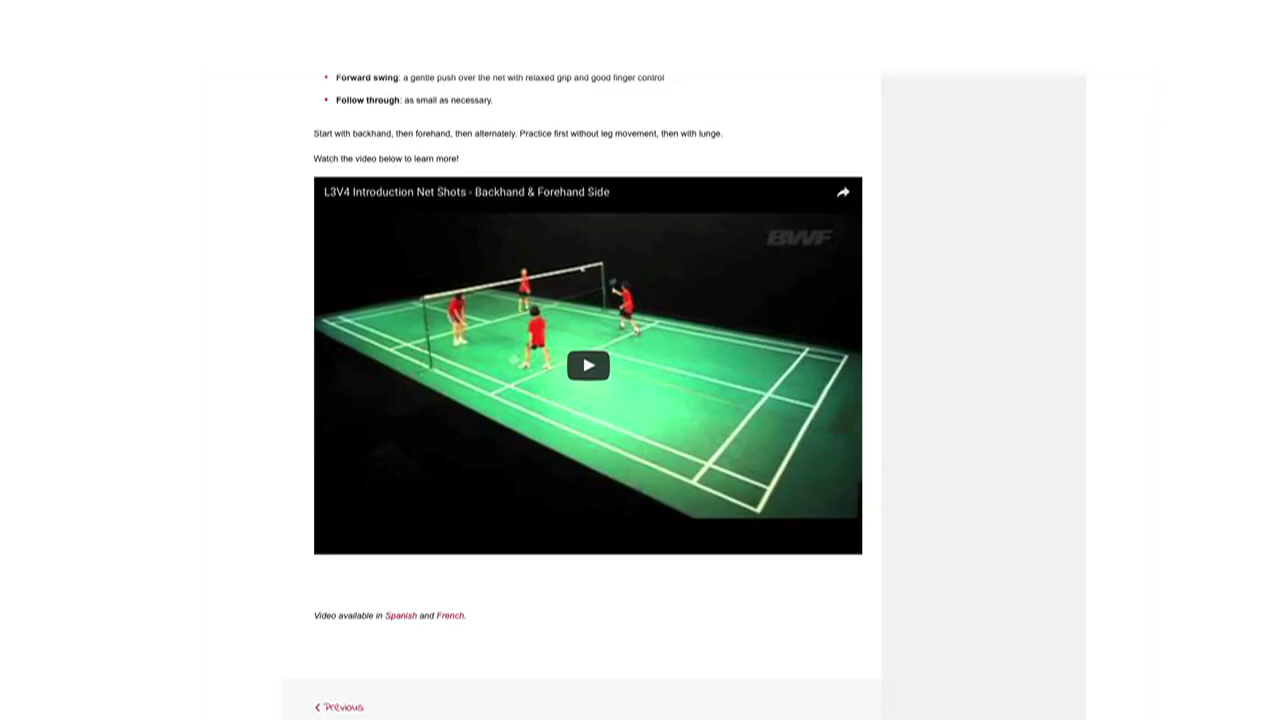 • Forward swing: a gentle push over the net with relaxed grip and good finger control
• Follow through: as small as necessary.
Start with backhand, then forehand, then alternately. Practice first without leg movement, then with lunge.
Watch the video below to learn more!
L3V4 Introduction Net Shots - Backhand & Forehand Side
BWF
Video available in Spanish and French.
< Previous